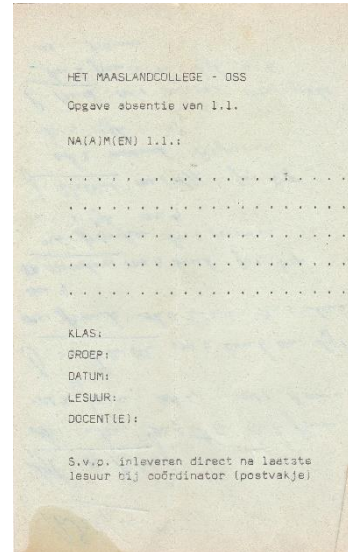 HET MAASLANDCOLLEGE - OSS
Opgave absentie van l.l.
NA(A)M(EN) l.l.:
. . . . . . . . . . . . . . . . . . . . .
. . . . . . . . . . . . . . . . . . . . .
. . . . . . . . . . . . . . . . . . . . .
. . . . . . . . . . . . . . . . . . . . .
. . . . . . . . . . . . . . . . . . . . .
KLAS:
GROEP:
DATUM:
LESUUR:
DOCENT(E):
S.v.p. inleveren direct na laatste
lesuur bij coördinator (postvakje)